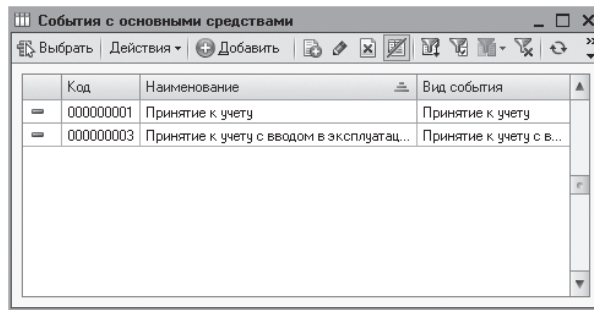 События с основными средствами
Выбрать Действия Добавить
Код Наименование Вид события
000000001 Принятие к учету Принятие к учету
000000003 Принятие к учету с вводом в эксплуатац... Принятие к учету с в...